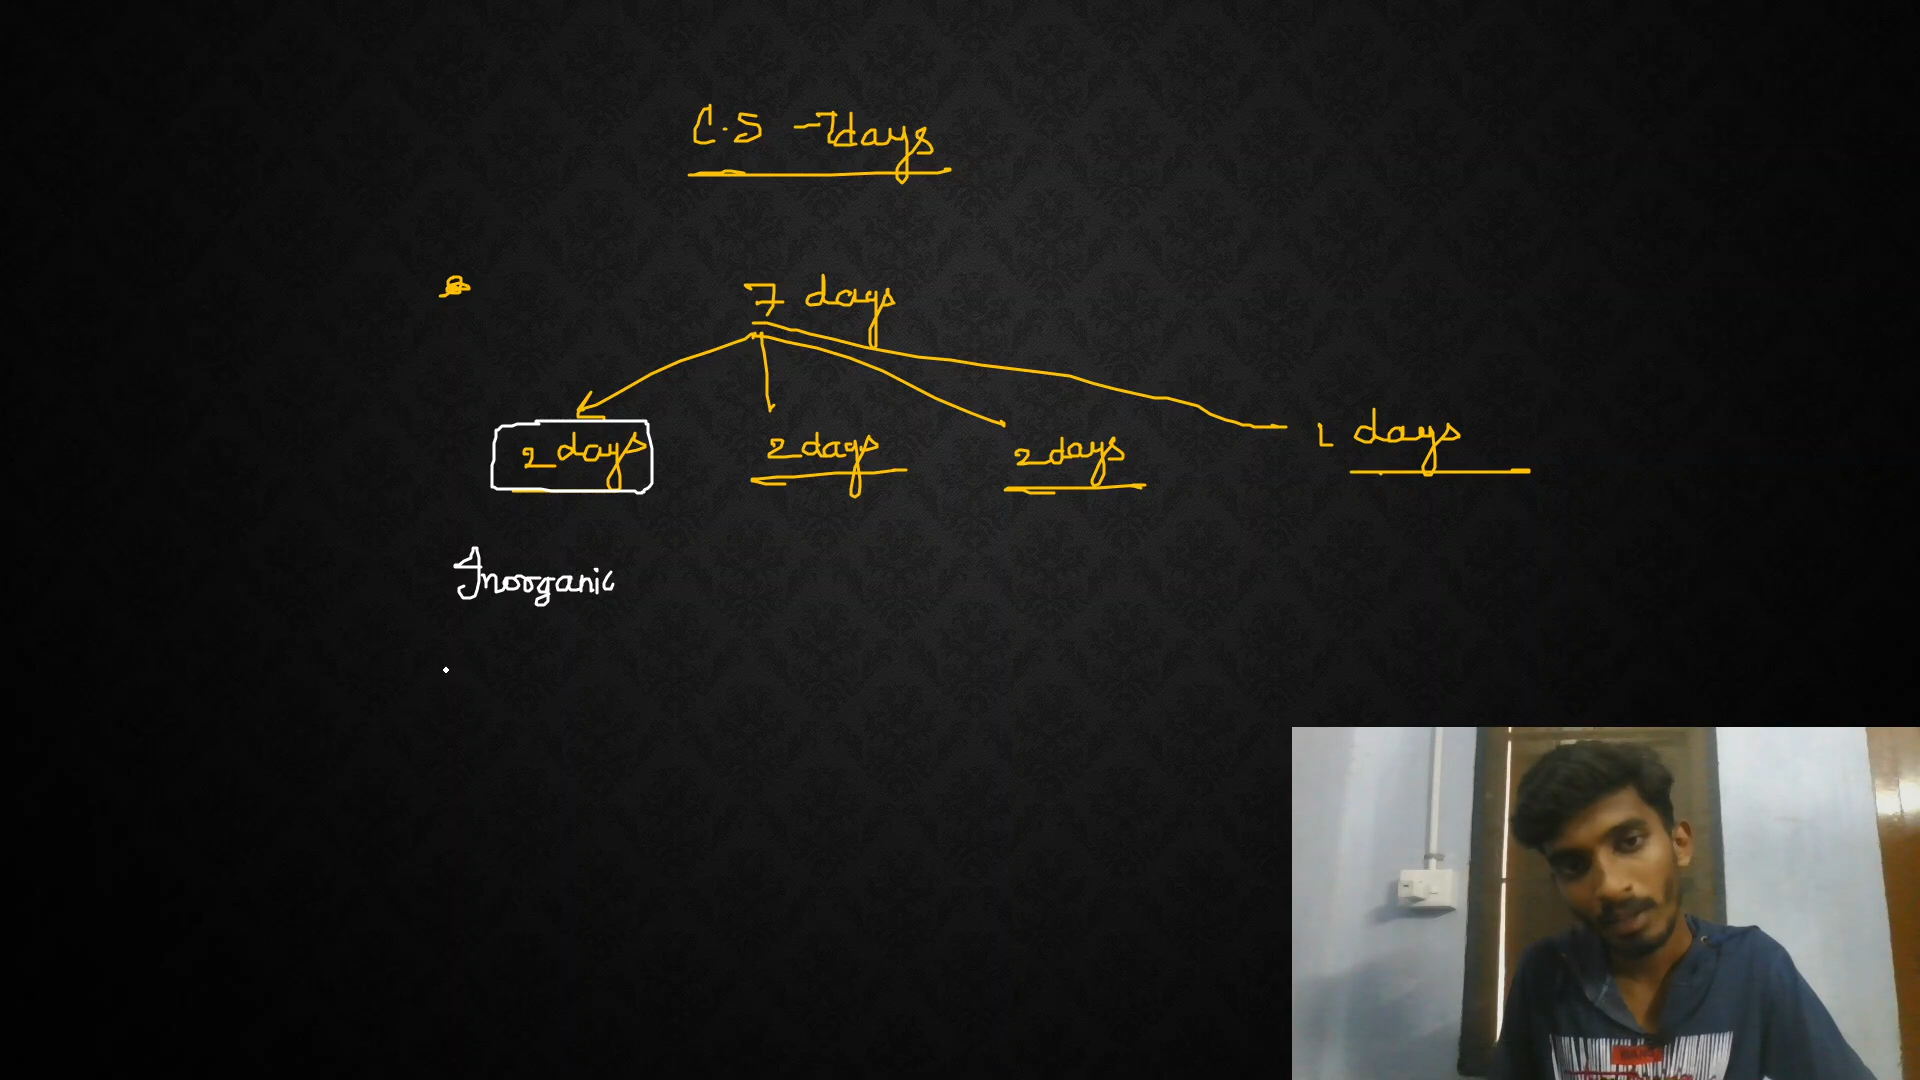 C.S - 7days
7 days
2 days 2 days 2 days 1 days
Inorganic